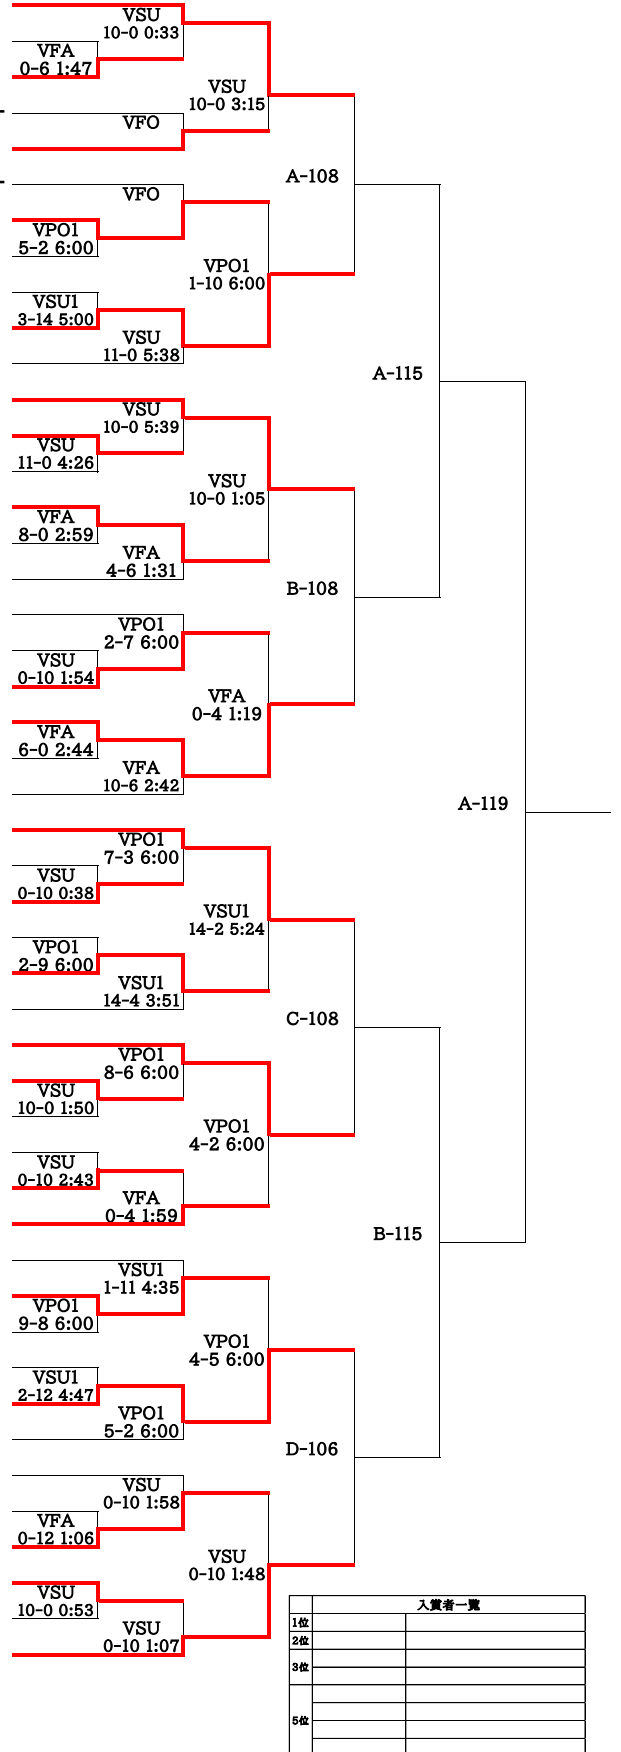 VSU
10-0 0:33
VFA
0-6 1:47
VSU
10-0 3:15
VFO
A-108
VFO
VPO1
5-2 6:00
VPO1
1-10 6:00
VSU1
3-14 5:00
VSU
11-0 5:38
A-115
VSU
10-0 5:39
VSU
11-0 4:26
VSU
10-0 1:05
VFA
8-0 2:59
VFA
4-6 1:31
B-108
VPO1
2-7 6:00
VSU
0-10 1:54
VFA
0-4 1:19
VFA
6-0 2:44
VFA
10-6 2:42
A-119
VPO1
7-3 6:00
VSU
0-10 0:38
VSU1
14-2 5:24
VPO1
2-9 6:00
VSU1
14-4 3:51
C-108
VPO1
8-6 6:00
VSU
10-0 1:50
VPO1
4-2 6:00
VSU
0-10 2:43
VFA
0-4 1:59
B-115
VSU1
1-11 4:35
VPO1
9-8 6:00
VPO1
4-5 6:00
VSU1
2-12 4:47
VPO1
5-2 6:00
D-106
VSU
0-10 1:58
VFA
0-12 1:06
VSU
0-10 1:48
VSU
10-0 0:53
VSU
0-10 1:07
入賞者一覧
1位
2位
3位
5位